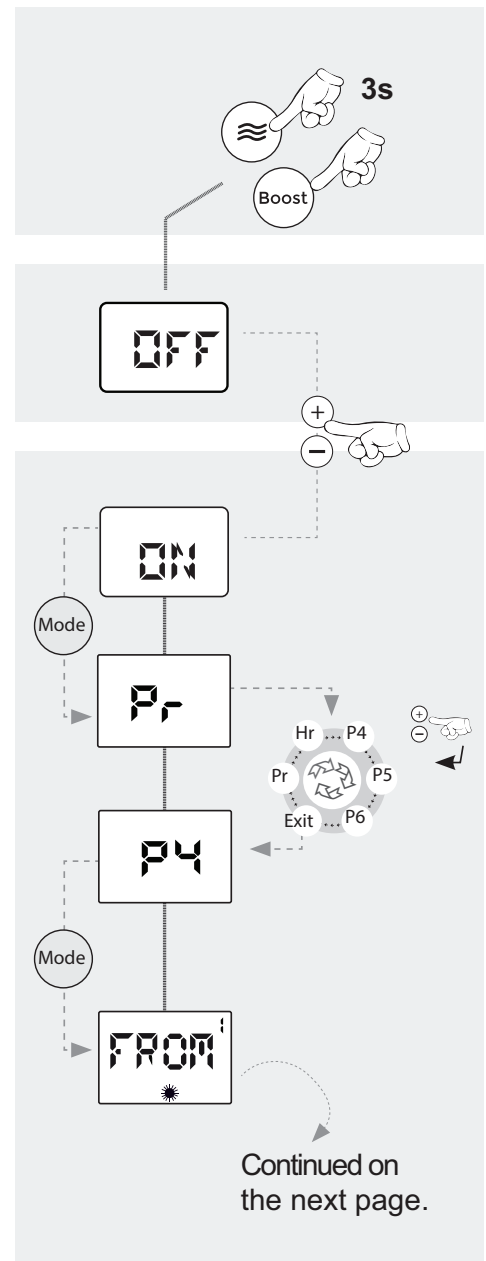 3s
Boost
OFF
+
−
ON
Mode
Pr
Hr P4
+
−
Pr P5
Exit P6
P4
Mode
FROM 1
Continued on
the next page.